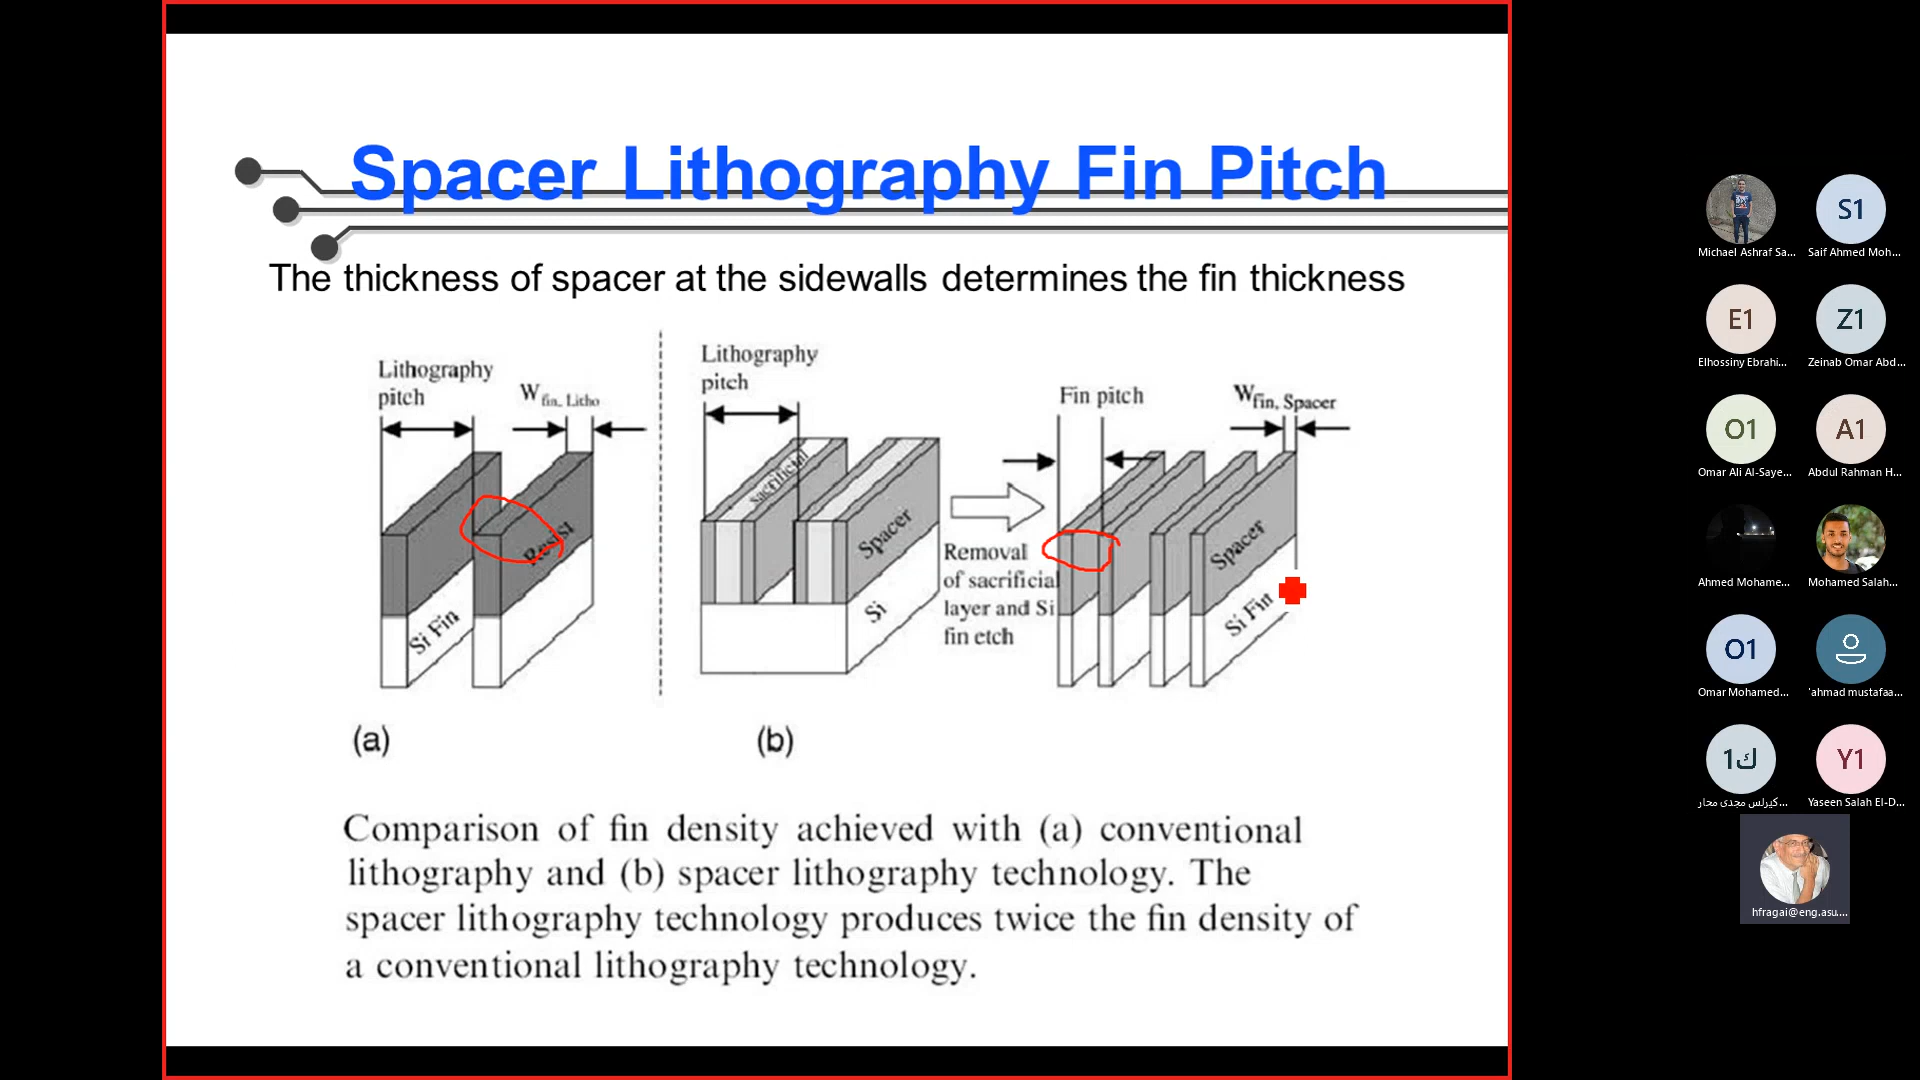 Spacer Lithography Fin Pitch
The thickness of spacer at the sidewalls determines the fin thickness
Lithography
pitch
W fin, Litho
Resist
Si Fin
(a)
Lithography
pitch
sacrificial
Spacer
Si
Removal
of sacrificial
layer and Si
fin etch
Fin pitch
Wfin, Spacer
Spacer
Si Fin
(b)
Comparison of fin density achieved with (a) conventional
lithography and (b) spacer lithography technology. The
spacer lithography technology produces twice the fin density of
a conventional lithography technology.
S1
Michael Ashraf Sa...
Saif Ahmed Moh...
E1
Z1
Elhossiny Ebrahi...
Zeinab Omar Abd...
O1
A1
Omar Ali Al-Saye...
Abdul Rahman H...
Ahmed Mohame...
Mohamed Salah...
O1
Omar Mohamed...
'ahmad mustafaa...
ك1
Y1
كيرلس مجدى محار...
Yaseen Salah El-D...
hfragai@eng.asu....